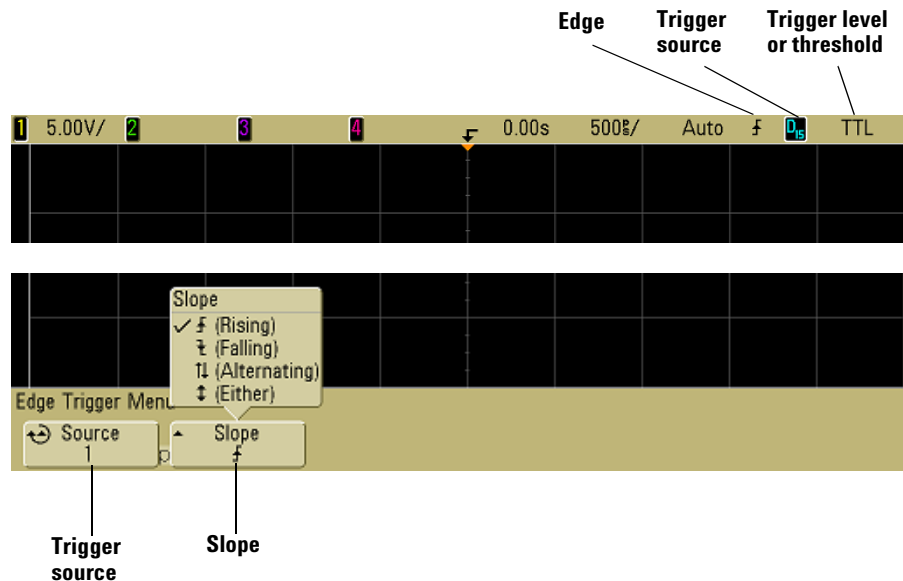 Edge
Trigger source
Trigger level or threshold
1 5.00V/ 2 3 4 0.00s 500㎱/ Auto D15 TTL
Slope
(Rising)
(Falling)
(Alternating)
(Either)
Edge Trigger Menu
Source
1
Slope
Trigger source
Slope